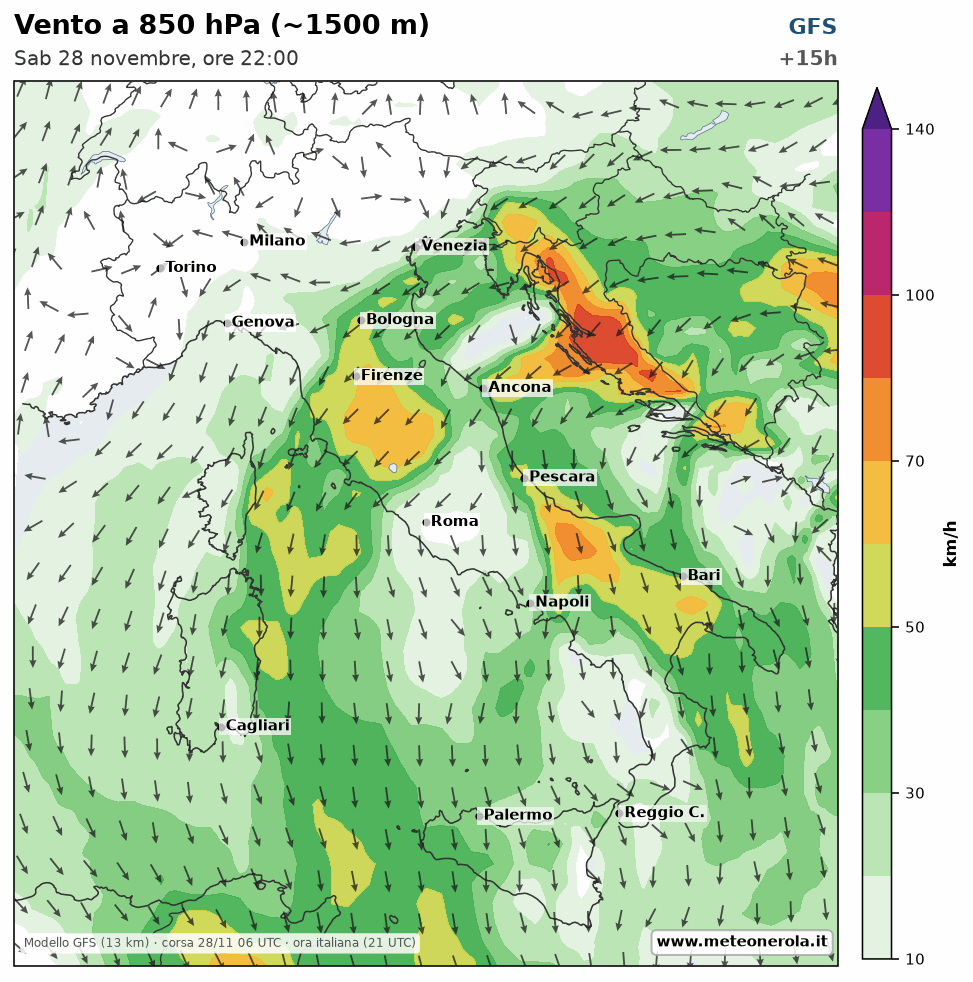 Vento a 850 hPa (~1500 m)
GFS
Sab 28 novembre, ore 22:00
+15h
140
100
70
50
30
10
km/h
Venezia
Milano
Torino
Genova
Bologna
Firenze
Ancona
Pescara
Roma
Bari
Napoli
Cagliari
Palermo
Reggio C.
Modello GFS (13 km) · corsa 28/11 06 UTC · ora italiana (21 UTC)
www.meteonerola.it